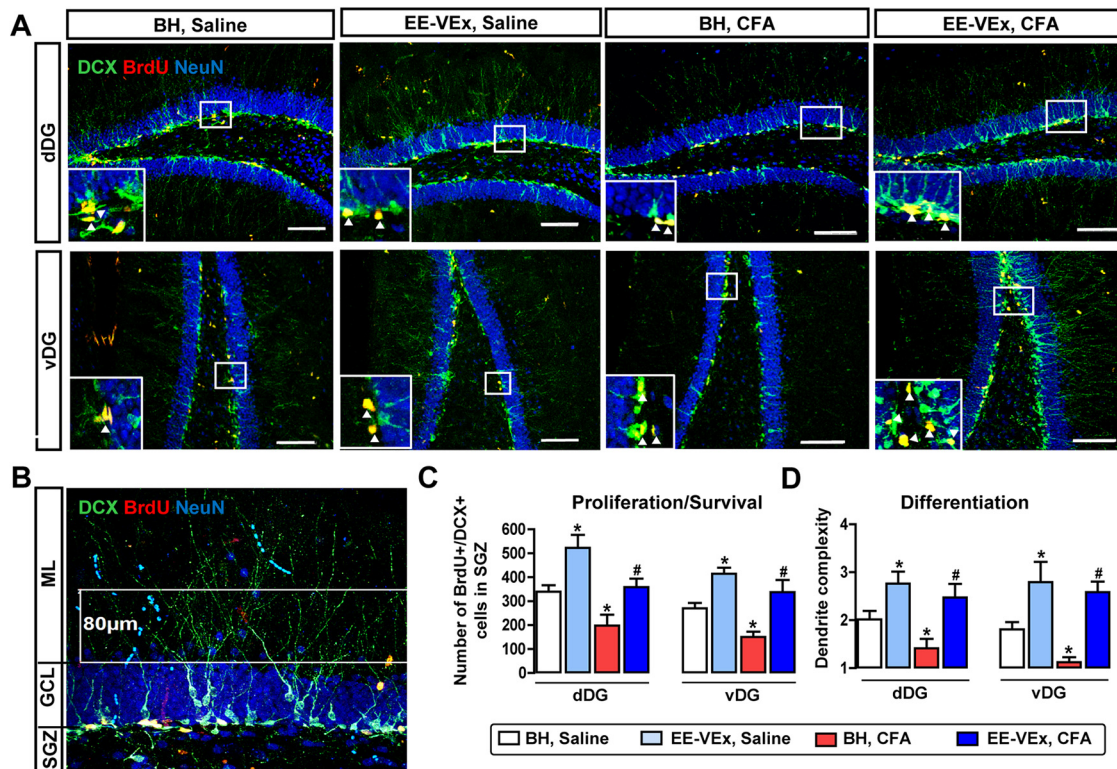 A
BH, Saline
EE-VEx, Saline
BH, CFA
EE-VEx, CFA
dDG
DCX BrdU NeuN
vDG
B
ML
GCL
SGZ
DCX BrdU NeuN
80µm
C
Proliferation/Survival
Number of BrdU+/DCX+
cells in SGZ
600
500
400
300
200
100
0
*
*
#
*
*
#
dDG
vDG
D
Differentiation
Dendrite complexity
4
3
2
1
*
*
#
*
*
#
dDG
vDG
BH, Saline
EE-VEx, Saline
BH, CFA
EE-VEx, CFA